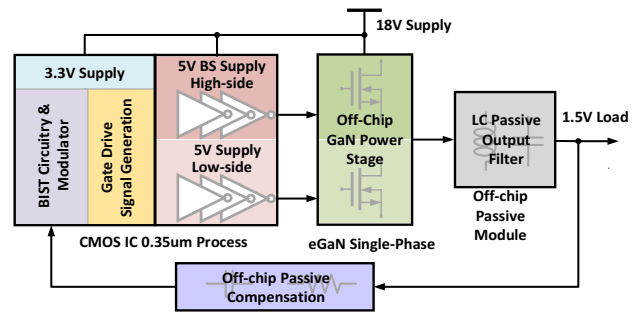 18V Supply
3.3V Supply
BIST Circuitry &
Modulator
Gate Drive
Signal Generation
5V BS Supply
High-side
5V Supply
Low-side
Off-Chip
GaN Power
Stage
LC Passive
Output
Filter
1.5V Load
CMOS IC 0.35um Process
eGaN Single-Phase
Off-chip
Passive
Module
Off-chip Passive
Compensation